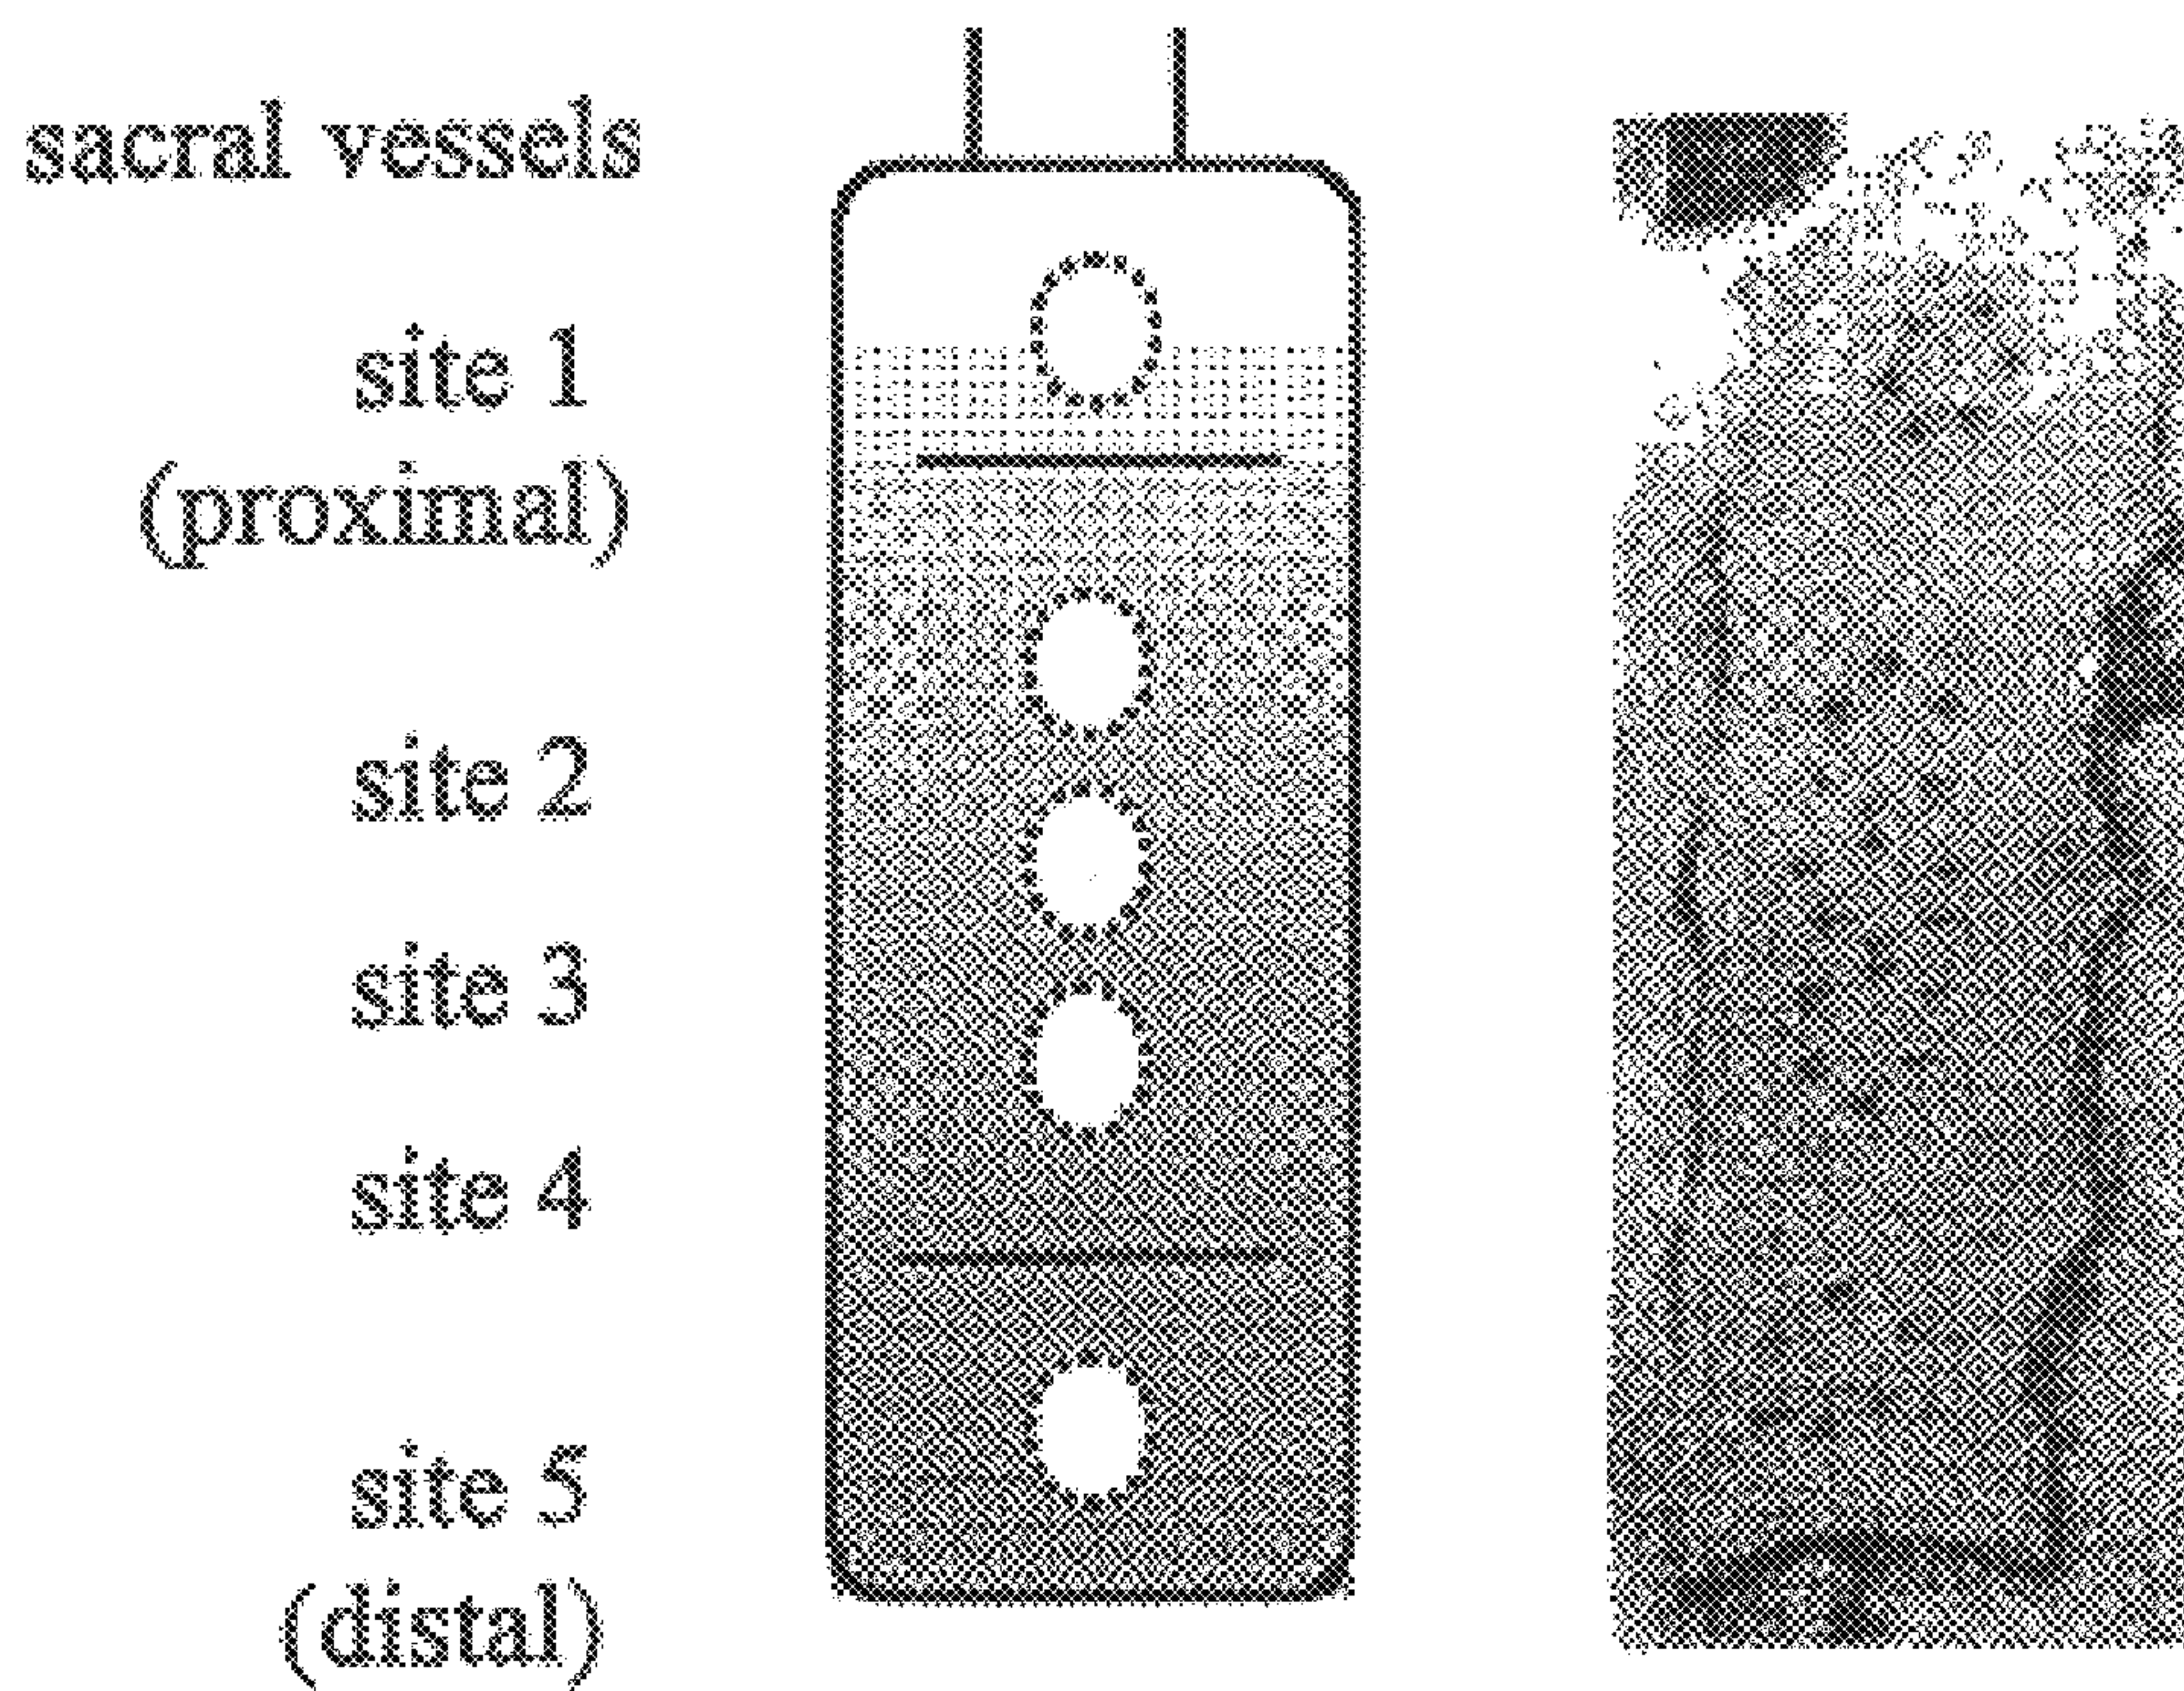 sacral vessels
site 1
(proximal)
site 2
site 3
site 4
site 5
(distal)